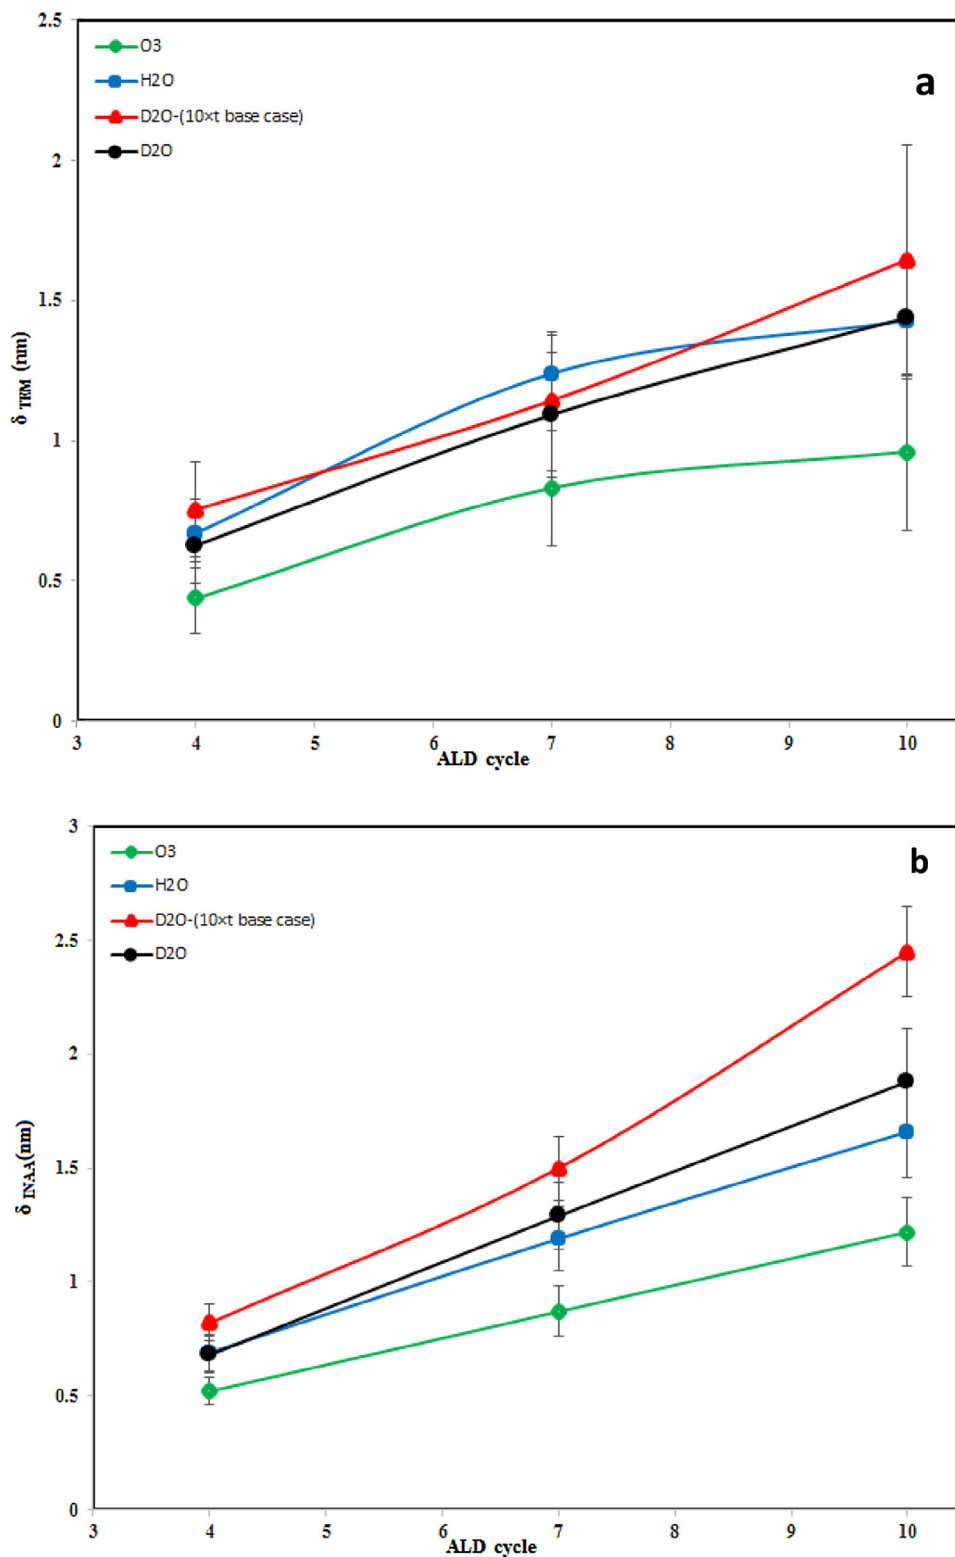 2.5
O3
H2O
D2O-(10×t base case)
D2O
a
2
1.5
1
0.5
0
δ TEM (nm)
3 4 5 6 7 8 9 10
ALD cycle
3
O3
H2O
D2O-(10×t base case)
D2O
b
2.5
2
1.5
1
0.5
0
δ INAA(nm)
3 4 5 6 7 8 9 10
ALD cycle